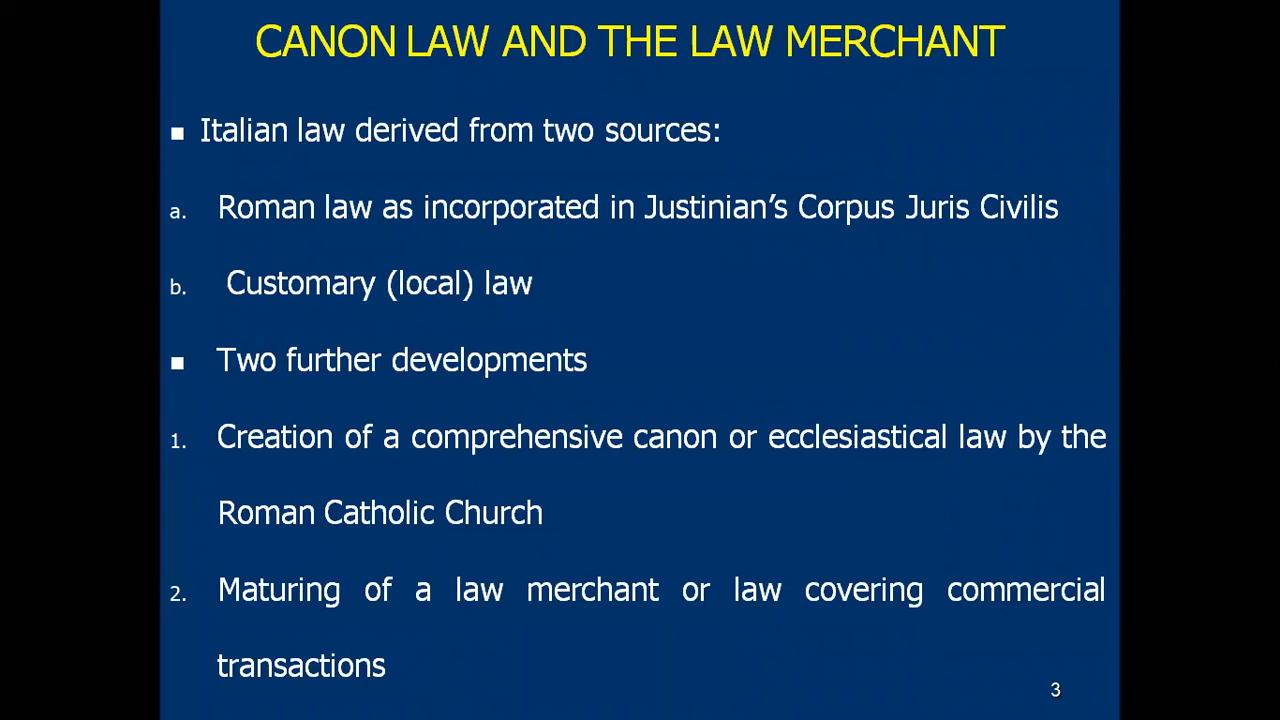 CANON LAW AND THE LAW MERCHANT
■ Italian law derived from two sources:
a. Roman law as incorporated in Justinian’s Corpus Juris Civilis
b. Customary (local) law
■ Two further developments
1. Creation of a comprehensive canon or ecclesiastical law by the
Roman Catholic Church
2. Maturing of a law merchant or law covering commercial
transactions
3